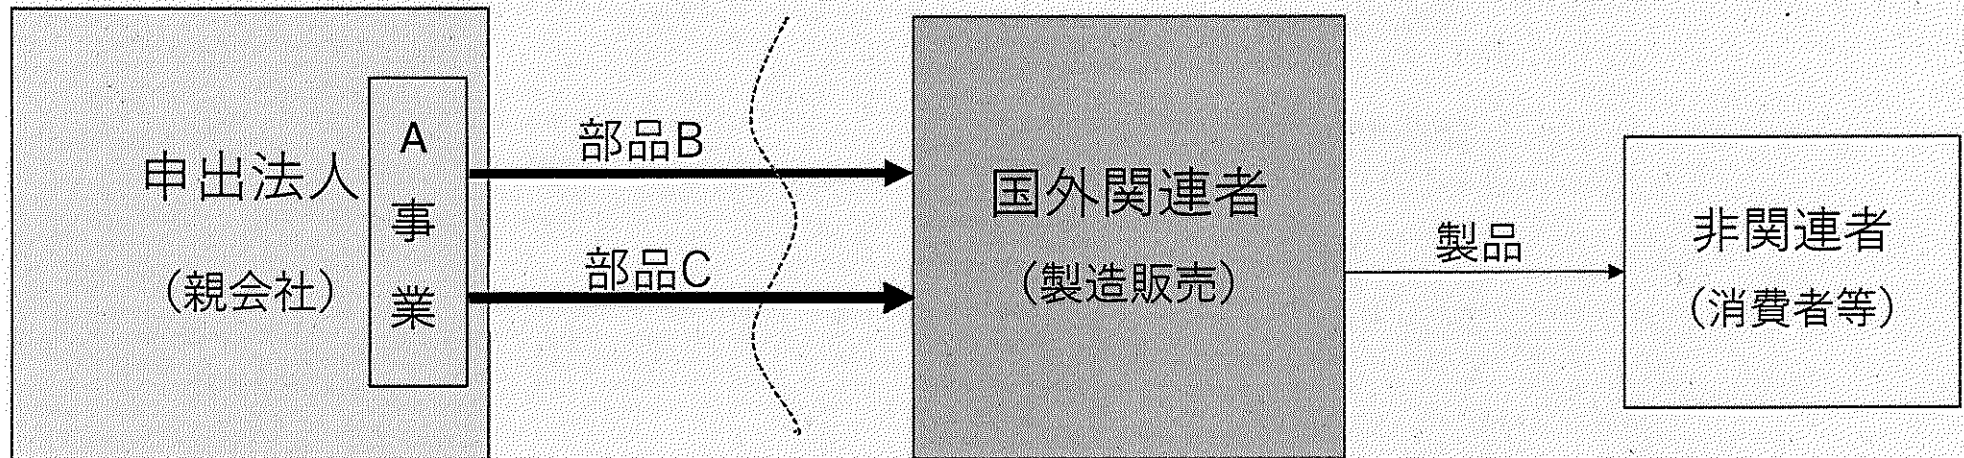 申出法人
(親会社)
A事業
部品B
部品C
国外関連者
(製造販売)
製品
非関連者
(消費者等)